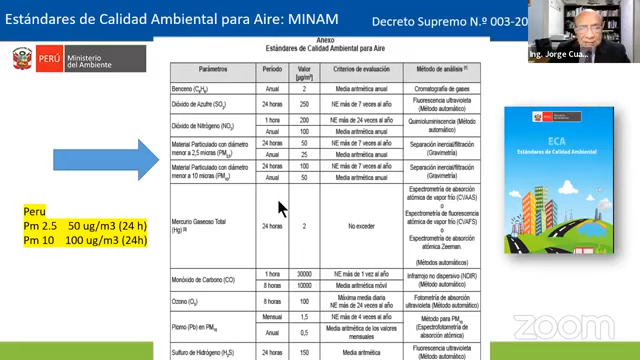 Estándares de Calidad Ambiental para Aire: MINAM
Decreto Supremo N.º 003-20
PERÚ
Ministerio
del Ambiente
Ing. Jorge Cua...
Anexo
Estándares de Calidad Ambiental para Aire
Parámetros Período Valor [µg/m³] Criterios de evaluación Método de análisis
Benceno (C₆H₆) Anual 2 Media aritmética anual Cromatografía de gases
Dióxido de Azufre (SO₂) 24 horas 250 NE más de 7 veces al año Fluorescencia ultravioleta
(Método automático)
Dióxido de Nitrógeno (NO₂) 1 hora 200 NE más de 24 veces al año Quimioluminiscencia (Método
automático)
Anual 100 Media aritmética anual
Material Particulado con diámetro
menor a 2,5 micras (PM2,5)
24 horas 50 NE más de 7 veces al año Separación inercial/filtración
(Gravimetría)
Anual 25 Media aritmética anual
Material Particulado con diámetro
menor a 10 micras (PM10)
24 horas 100 NE más de 7 veces al año Separación inercial/filtración
(Gravimetría)
Anual 50 Media aritmética anual
Mercurio Gaseoso Total
(Hg)
24 horas 2 No exceder
Espectrometría de absorción
atómica de vapor frío (CVAAS)
o
Espectrometría de fluorescencia
atómica de vapor frío (CVAFS)
o
Espectrometría de absorción
atómica Zeeman.
(Métodos automáticos)
Monóxido de Carbono (CO) 1 hora 30000 NE más de 1 vez al año Infrarrojo no dispersivo (NDIR)
(Método automático)
8 horas 10000 Media aritmética móvil
Ozono (O₃) 8 horas 100 Máxima media diaria
NE más de 24 veces al año
Fotometría de absorción
ultravioleta (Método automático)
Plomo (Pb) en PM10 Mensual 1,5 NE más de 4 veces al año
Método para PM10
(Espectrofotometría de
absorción atómica)
Anual 0,5 Media aritmética de los valores
mensuales
Sulfuro de Hidrógeno (H₂S) 24 horas 150 Media aritmética Fluorescencia ultravioleta
(Método automático)
Peru
Pm 2.5 50 ug/m3 (24 h)
Pm 10 100 ug/m3 (24h)
ECA
Estándares de Calidad Ambiental
zoom